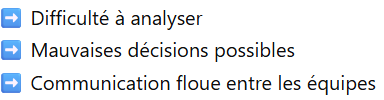 ➡️ Difficulté à analyser
➡️ Mauvaises décisions possibles
➡️ Communication floue entre les équipes